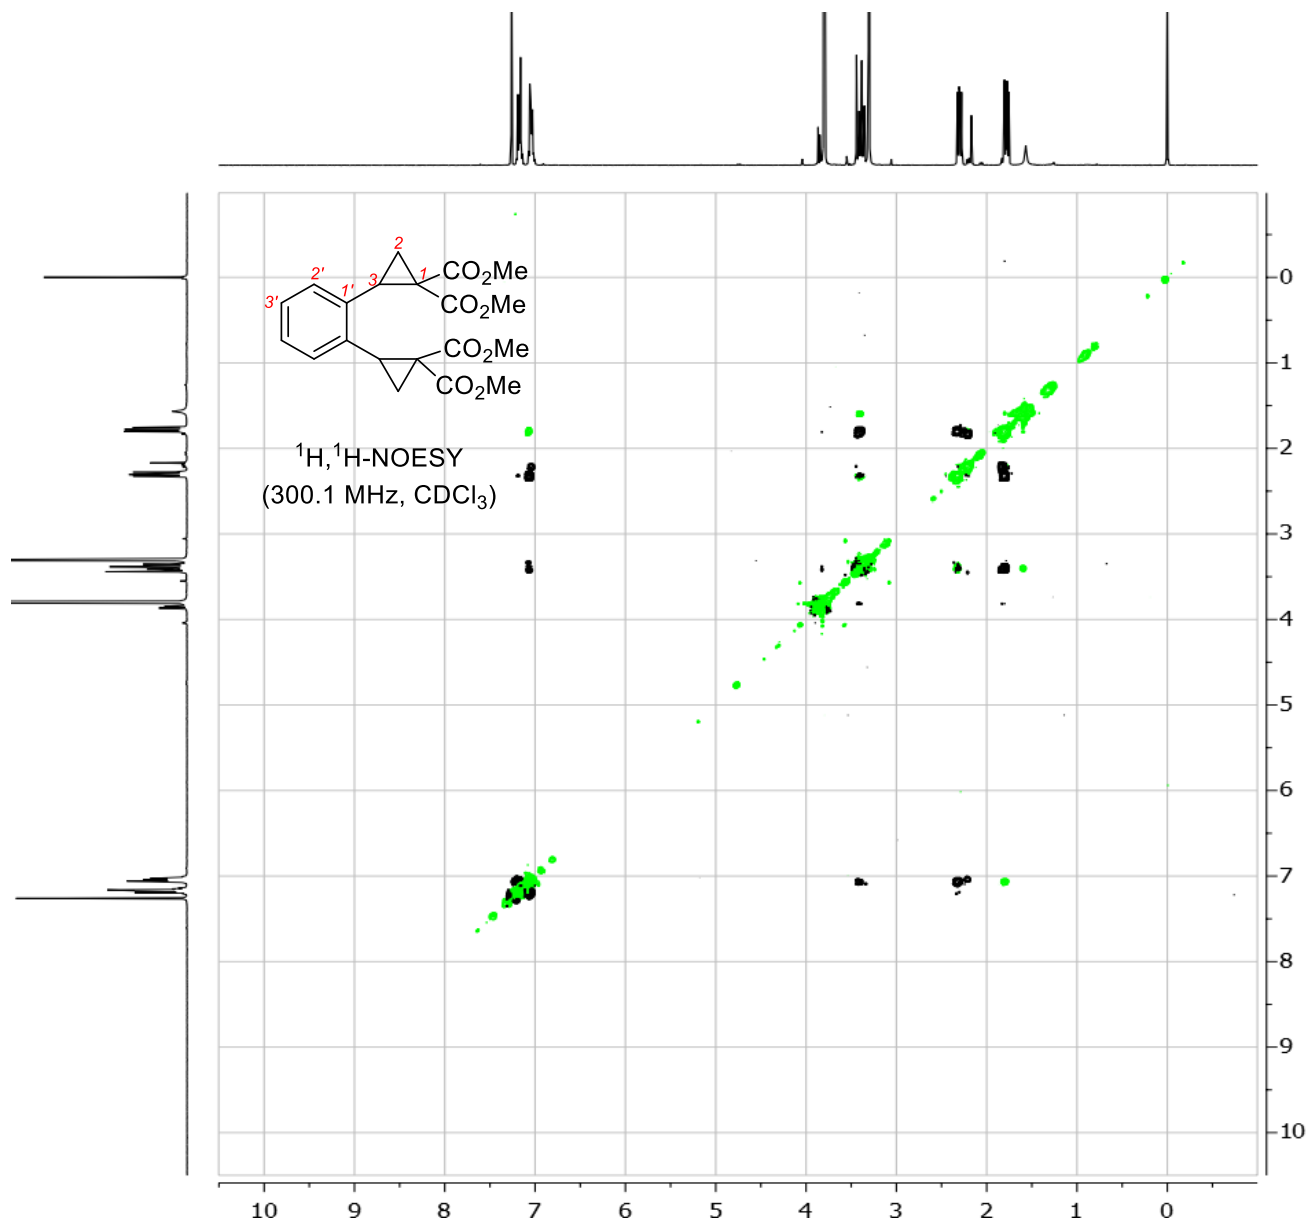 2
3 1 CO₂Me
2'
3' 1' CO₂Me
CO₂Me
CO₂Me
¹H,¹H-NOESY
(300.1 MHz, CDCl₃)
0
1
2
3
4
5
6
7
8
9
10
10 9 8 7 6 5 4 3 2 1 0